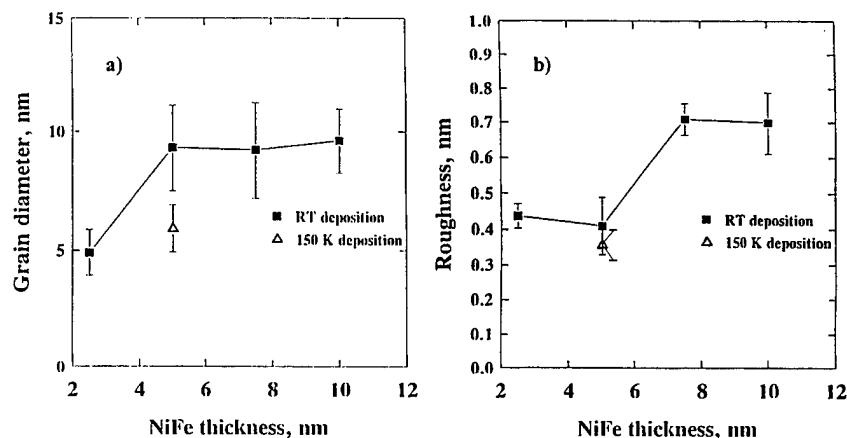 15
a)
10
5
0
Grain diameter, nm
■ RT deposition
△ 150 K deposition
2 4 6 8 10 12
NiFe thickness, nm
1.0
b)
0.9
0.8
0.7
0.6
0.5
0.4
0.3
0.2
0.1
0.0
Roughness, nm
■ RT deposition
△ 150 K deposition
2 4 6 8 10 12
NiFe thickness, nm